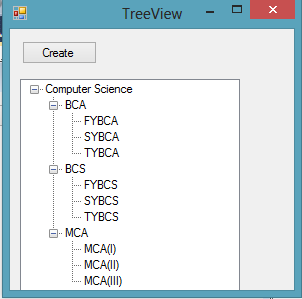 TreeView
Create
Computer Science
BCA
FYBCA
SYBCA
TYBCA
BCS
FYBCS
SYBCS
TYBCS
MCA
MCA(I)
MCA(II)
MCA(III)